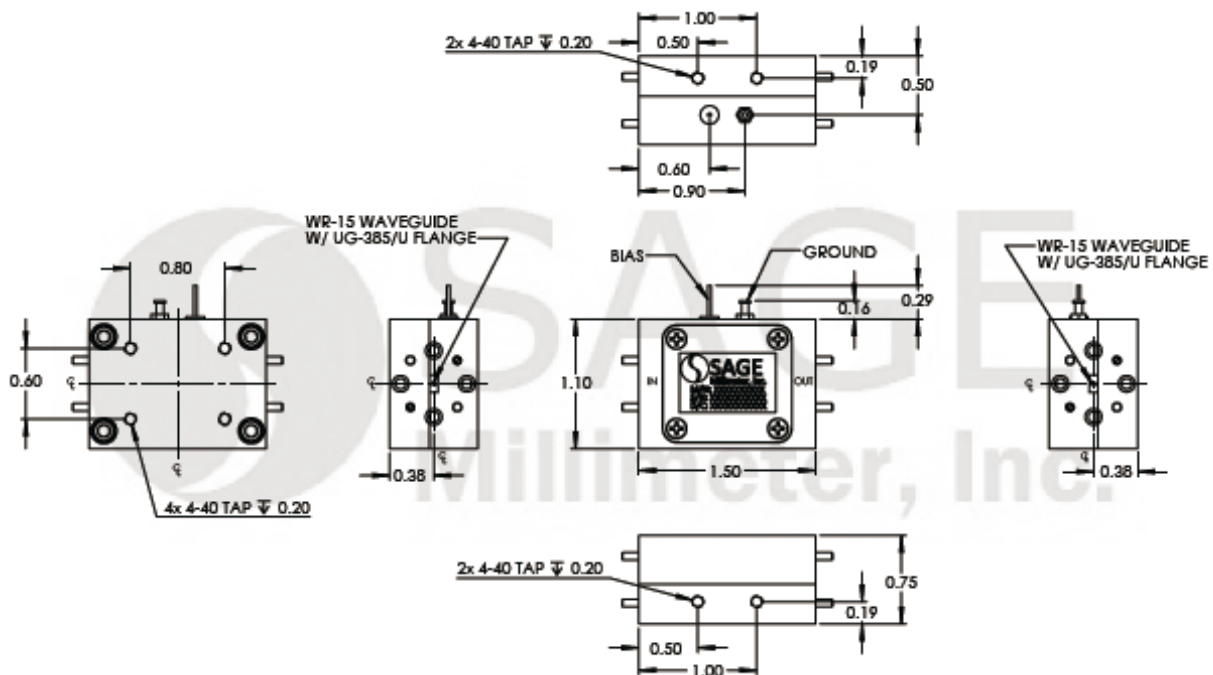 1.00
2x 4-40 TAP ↧ 0.20
0.50
0.19
0.50
0.60
0.90
SAGE
Millimeter, Inc.
WR-15 WAVEGUIDE
W/ UG-385/U FLANGE
BIAS
GROUND
WR-15 WAVEGUIDE
W/ UG-385/U FLANGE
0.80
0.16
0.29
0.60
℄
℄
4x 4-40 TAP ↧ 0.20
℄
℄
0.38
1.10
IN
SAGE
Millimeter, Inc.
OUT
1.50
℄
℄
0.38
2x 4-40 TAP ↧ 0.20
0.75
0.19
0.50
1.00